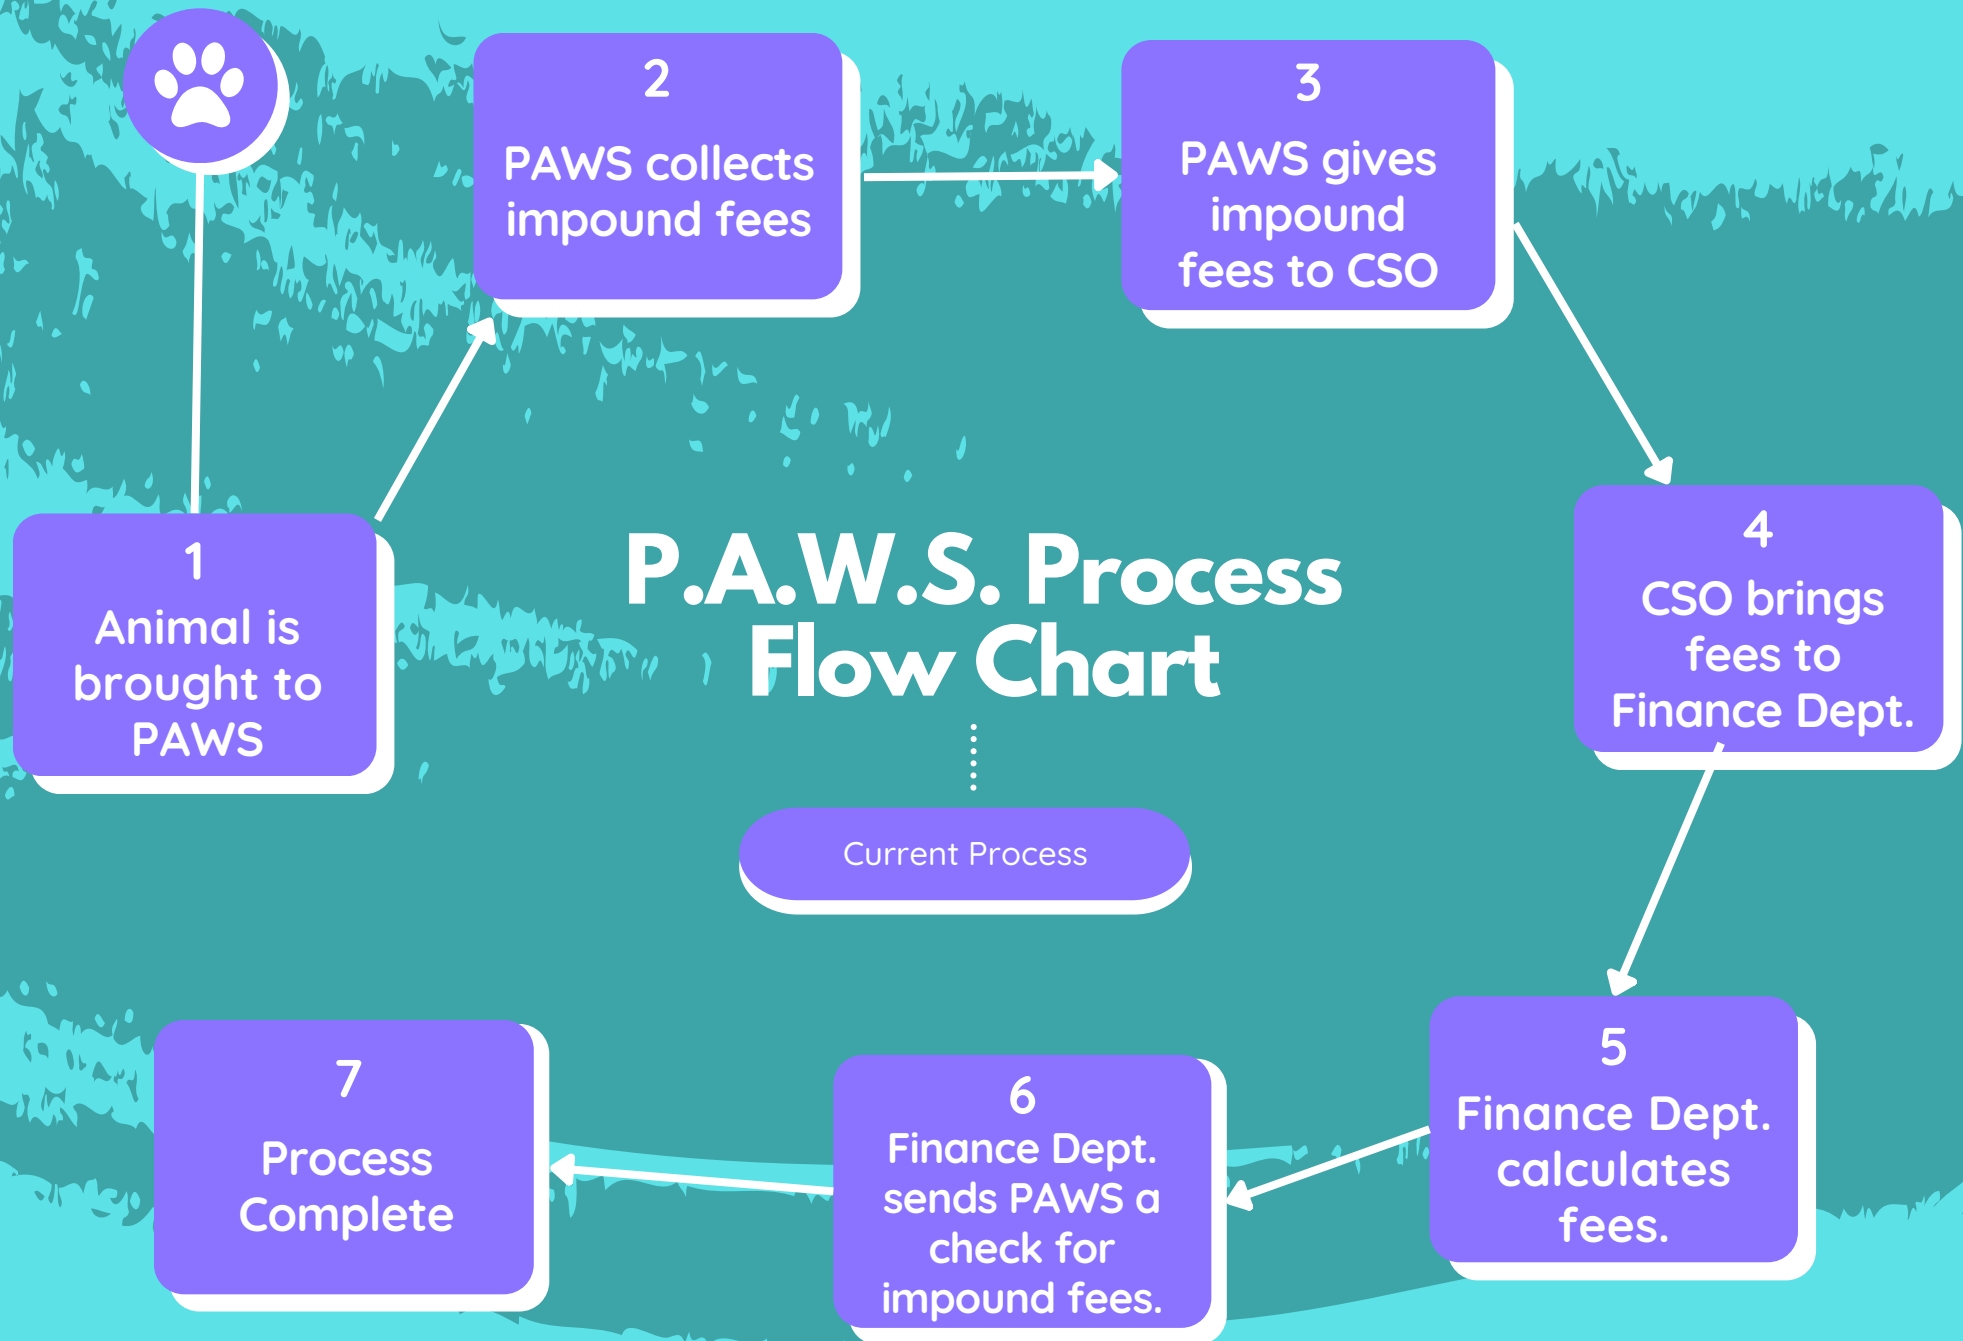 P.A.W.S. Process
Flow Chart
Current Process
1
Animal is
brought to
PAWS
2
PAWS collects
impound fees
3
PAWS gives
impound
fees to CSO
4
CSO brings
fees to
Finance Dept.
5
Finance Dept.
calculates
fees.
6
Finance Dept.
sends PAWS a
check for
impound fees.
7
Process
Complete